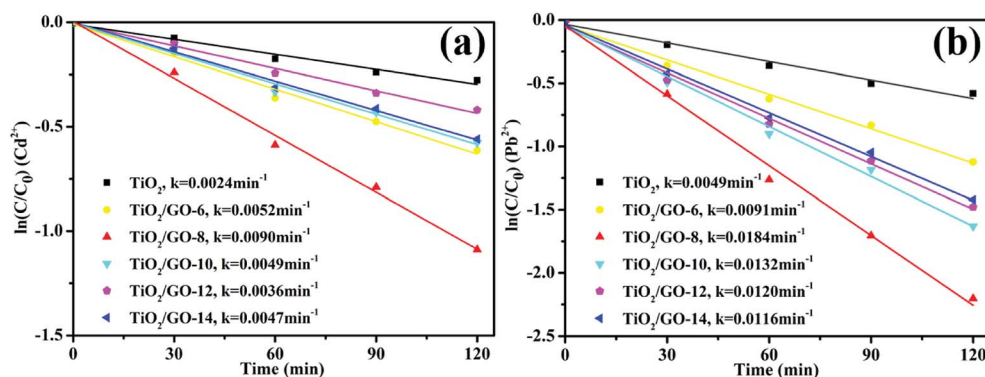 (a)
ln(C/C₀) (Cd²⁺)
0.0
-0.5
-1.0
-1.5
TiO₂, k=0.0024min⁻¹
TiO₂/GO-6, k=0.0052min⁻¹
TiO₂/GO-8, k=0.0090min⁻¹
TiO₂/GO-10, k=0.0049min⁻¹
TiO₂/GO-12, k=0.0036min⁻¹
TiO₂/GO-14, k=0.0047min⁻¹
0 30 60 90 120
Time (min)
(b)
ln(C/C₀) (Pb²⁺)
0.0
-0.5
-1.0
-1.5
-2.0
-2.5
TiO₂, k=0.0049min⁻¹
TiO₂/GO-6, k=0.0091min⁻¹
TiO₂/GO-8, k=0.0184min⁻¹
TiO₂/GO-10, k=0.0132min⁻¹
TiO₂/GO-12, k=0.0120min⁻¹
TiO₂/GO-14, k=0.0116min⁻¹
0 30 60 90 120
Time (min)